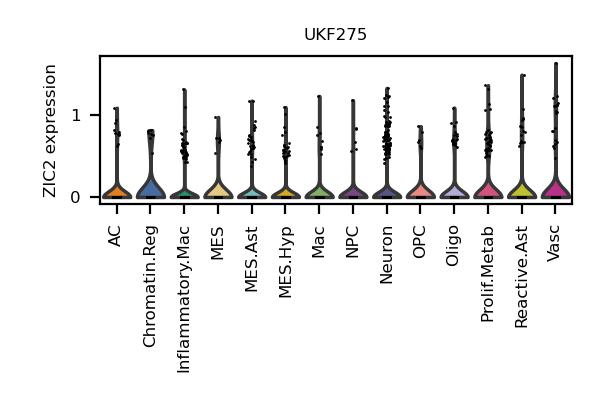 UKF275
ZIC2 expression
1
0
AC
Chromatin.Reg
Inflammatory.Mac
MES
MES.Ast
MES.Hyp
Mac
NPC
Neuron
OPC
Oligo
Prolif.Metab
Reactive.Ast
Vasc